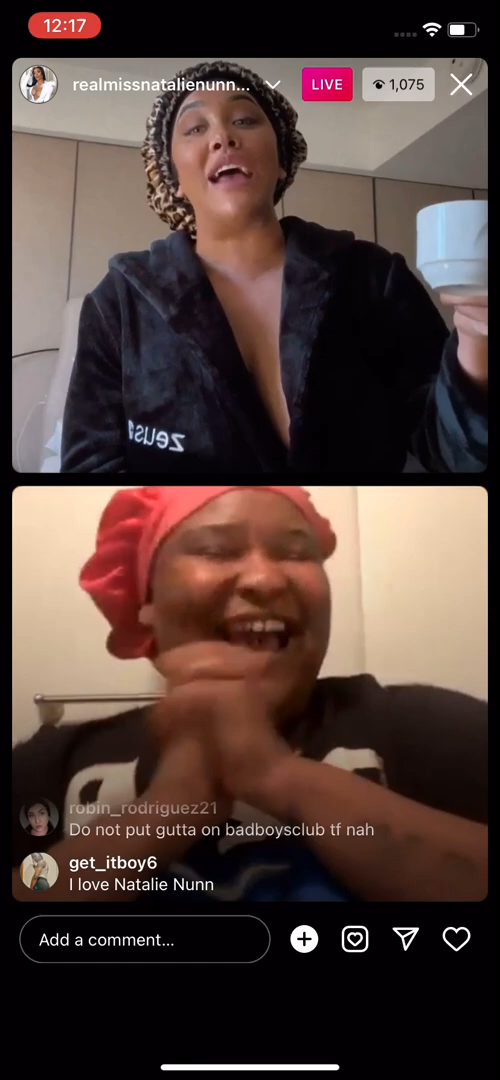 12:17
realmissnatalienunn...
LIVE
1,075
zeus
robin_rodriguez21
Do not put gutta on badboysclub tf nah
get_itboy6
I love Natalie Nunn
Add a comment...